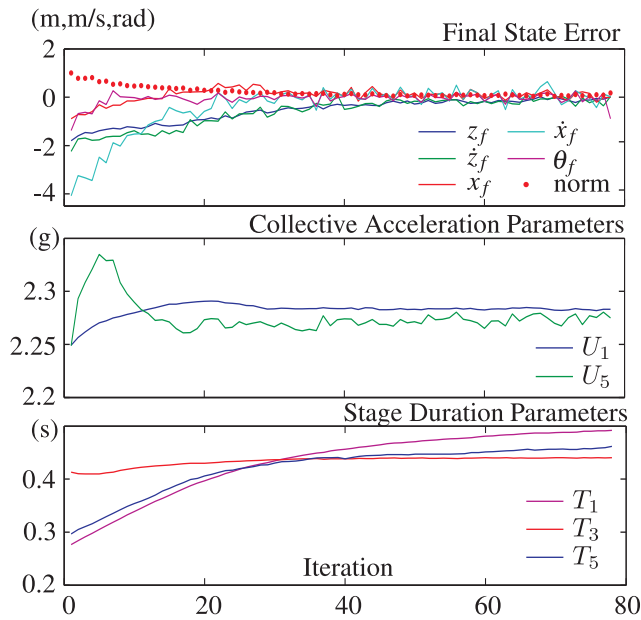 (m,m/s,rad)
Final State Error
2
0
-2
-4
z_f
ż_f
x_f
ẋ_f
θ_f
norm
Collective Acceleration Parameters
(g)
2.3
2.25
2.2
U_1
U_5
Stage Duration Parameters
(s)
0.4
0.3
0.2
T_1
T_3
T_5
Iteration
0 20 40 60 80